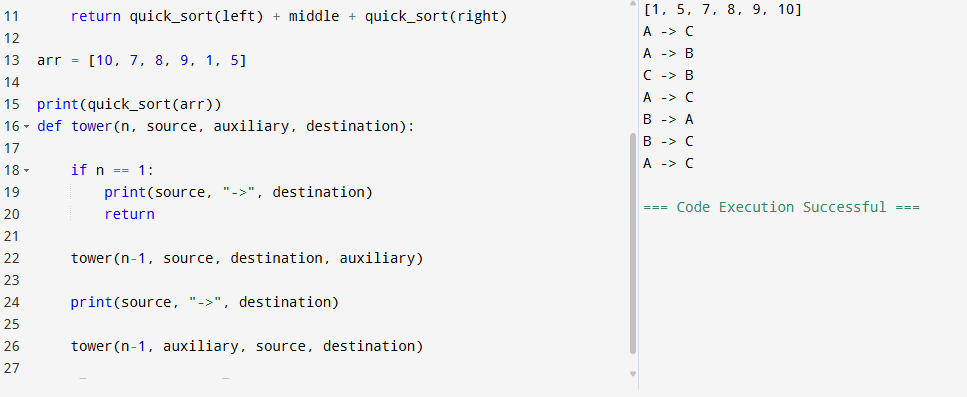 11 return quick_sort(left) + middle + quick_sort(right)
12
13 arr = [10, 7, 8, 9, 1, 5]
14
15 print(quick_sort(arr))
16 def tower(n, source, auxiliary, destination):
17
18 if n == 1:
19 print(source, "->", destination)
20 return
21
22 tower(n-1, source, destination, auxiliary)
23
24 print(source, "->", destination)
25
26 tower(n-1, auxiliary, source, destination)
27
[1, 5, 7, 8, 9, 10]
A -> C
A -> B
C -> B
A -> C
B -> A
B -> C
A -> C
=== Code Execution Successful ===